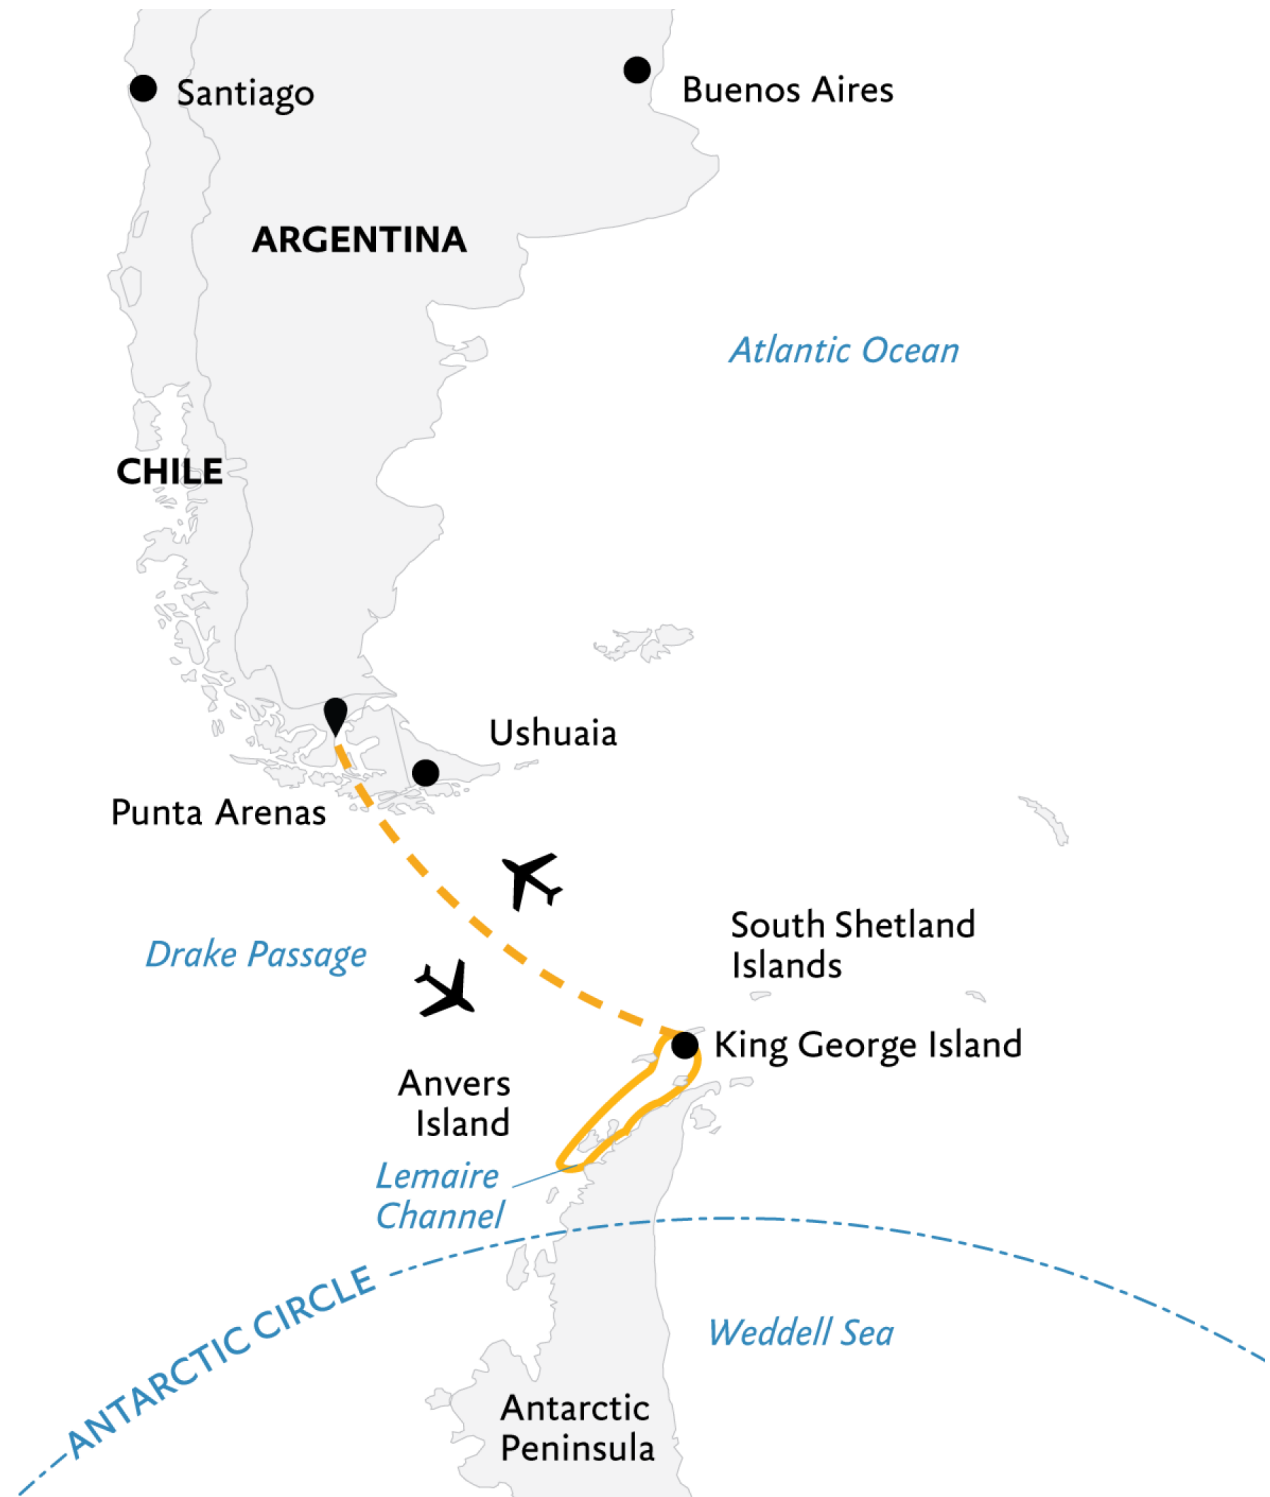 Santiago
Buenos Aires
ARGENTINA
Atlantic Ocean
CHILE
Ushuaia
Punta Arenas
South Shetland
Islands
Drake Passage
King George Island
Anvers
Island
Lemaire
Channel
ANTARCTIC CIRCLE
Weddell Sea
Antarctic
Peninsula